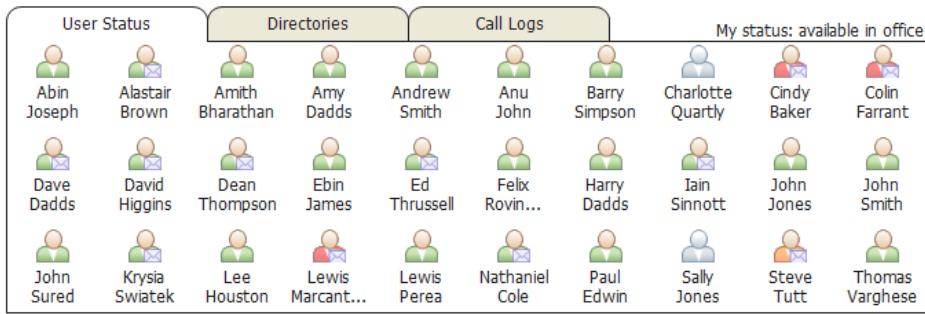 User Status Directories Call Logs My status: available in office
Abin Alastair Amith Amy Andrew Anu Barry Charlotte Cindy Colin
Joseph Brown Bharathan Dadds Smith John Simpson Quartly Baker Farrant
Dave David Dean Ebin Ed Felix Harry Iain John John
Dadds Higgins Thompson James Thrussell Rovin... Dadds Sinnott Jones Smith
John Krysia Lee Lewis Lewis Nathaniel Paul Sally Steve Thomas
Sured Swiatek Houston Marcant... Perea Cole Edwin Jones Tutt Varghese